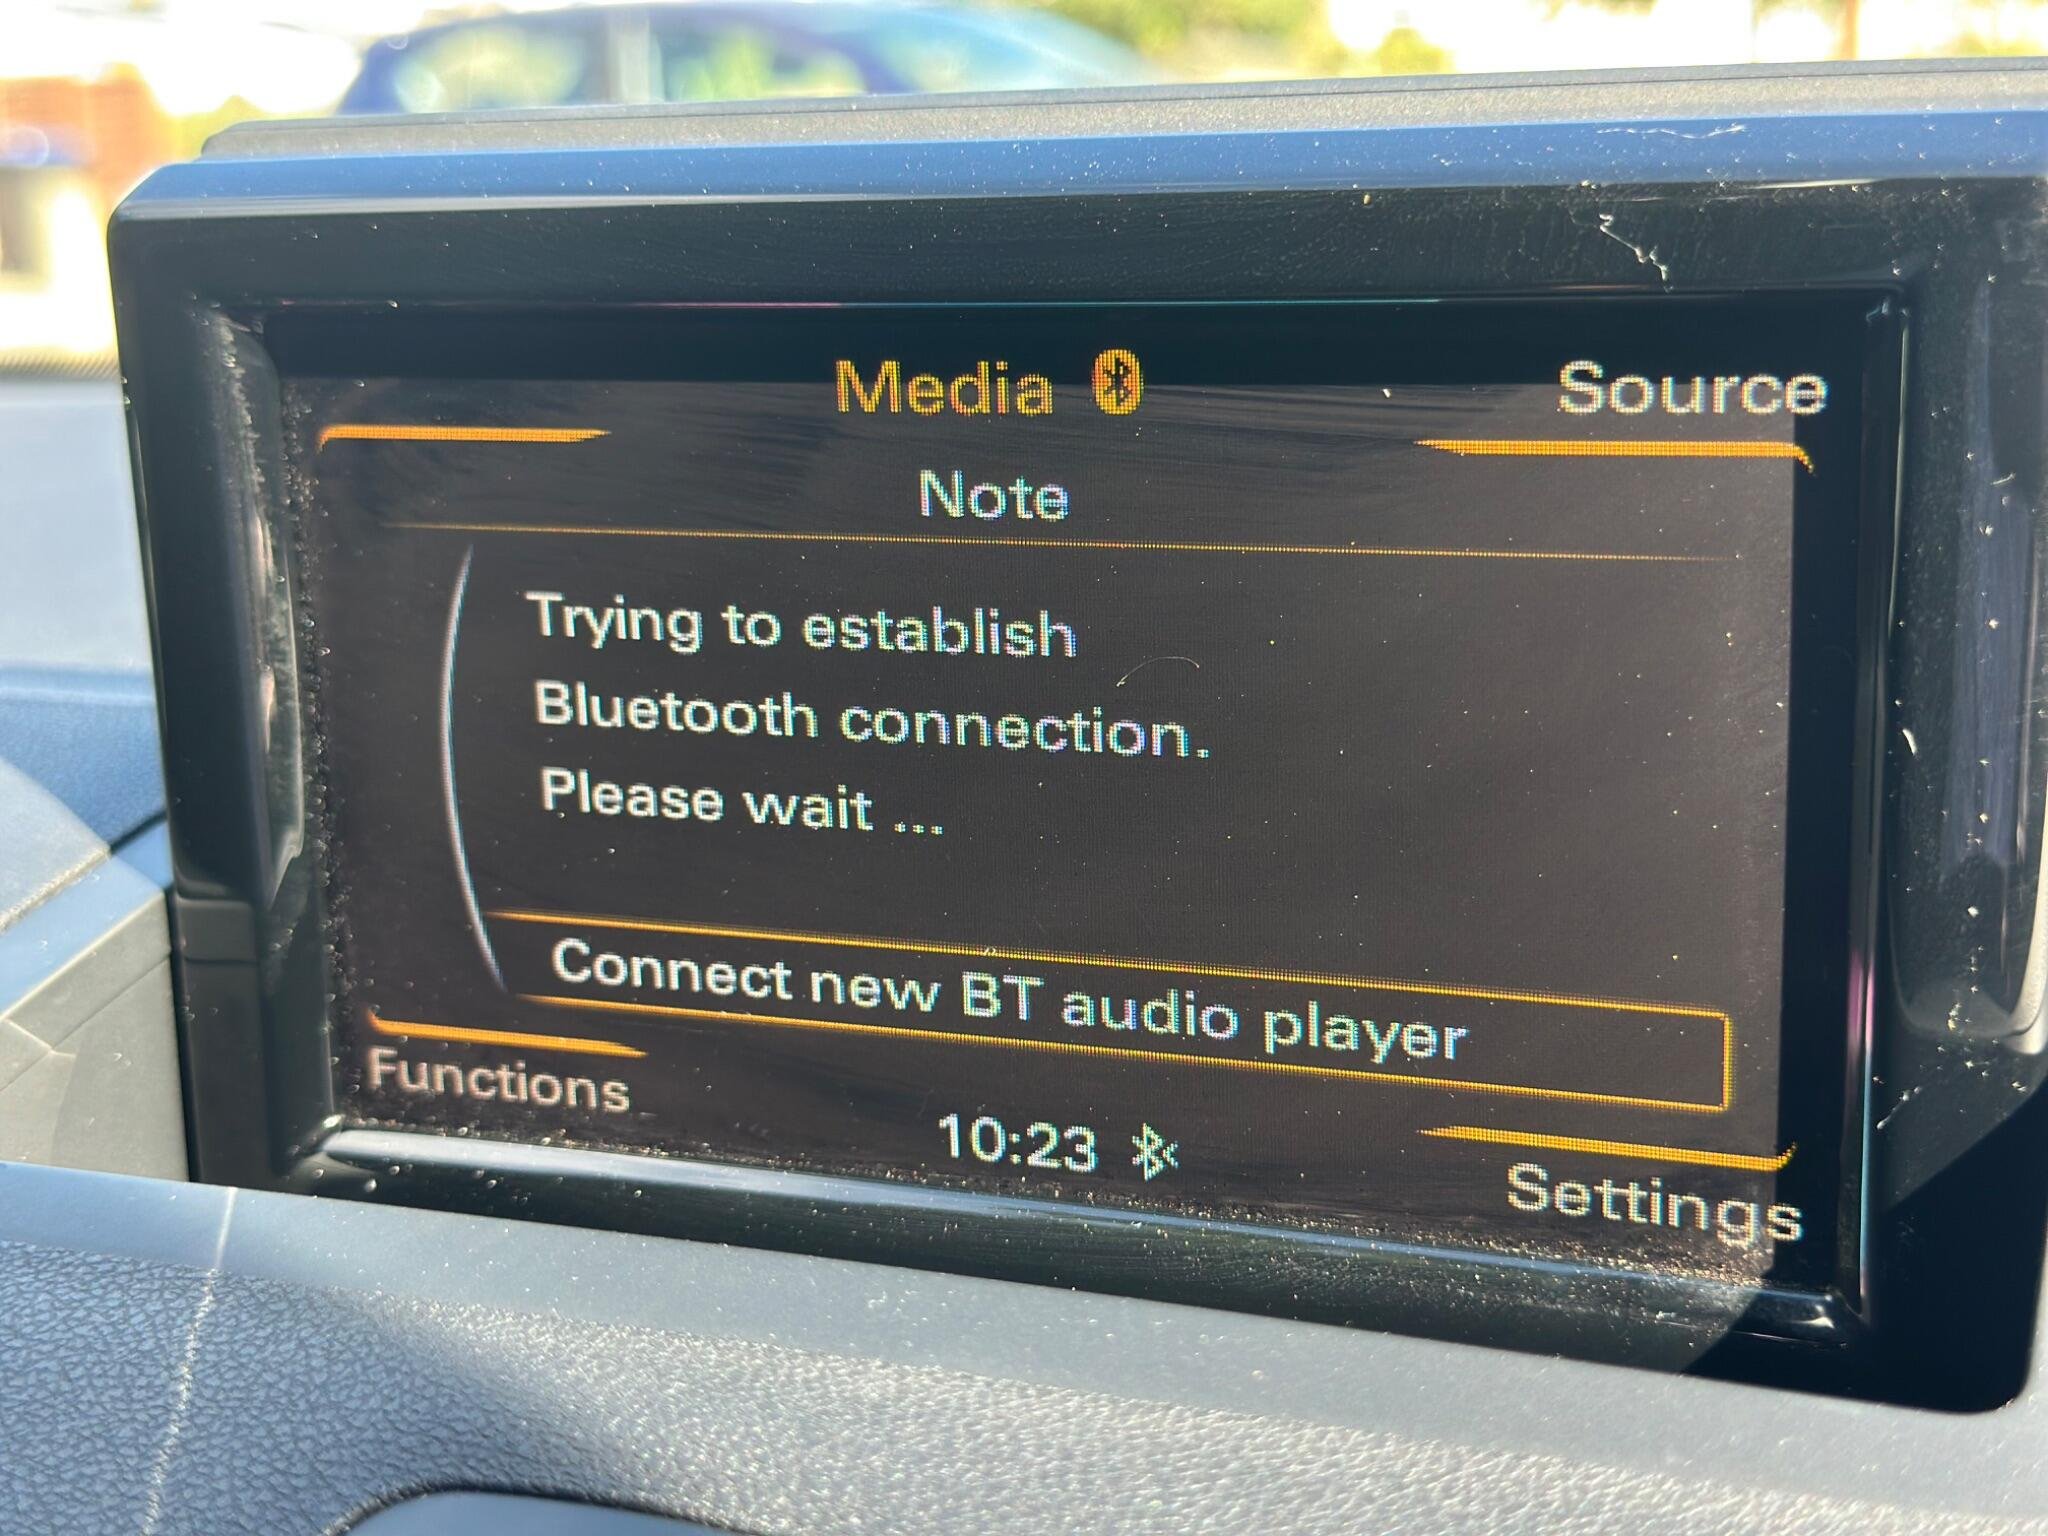 Media
Source
Note
Trying to establish
Bluetooth connection.
Please wait ...
Connect new BT audio player
Functions
10:23
Settings